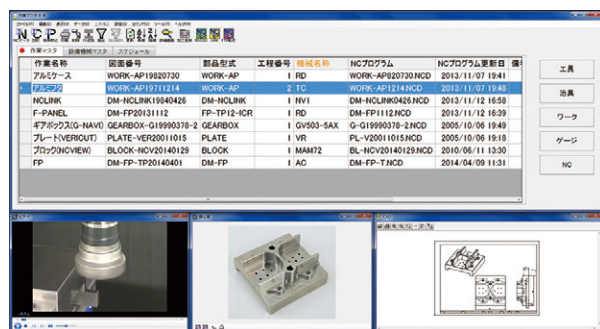 作業マスタ 設備機械マスタ スケジュール
作業名称 図面番号 部品型式 工程番号 機械名称 NCプログラム NCプログラム更新日
アルミケース WORK-AP19820730 WORK-AP 1 RD WORK-AP820730.NCD 2013/11/07 19:41
アルミフタ WORK-AP19711214 WORK-AP 2 TC WORK-AP1214.NCD 2013/11/07 19:48
NCLINK DM-NCLINK19840426 DM-NCLINK 1 NV1 DM-NCLINK0426.NCD 2013/11/12 16:58
F-PANEL DM-FP20131112 FP-TP12-ICR 1 RD DM-FP1112.NCD 2013/11/12 16:39
ギアボックス(G-NAVI) GEARBOX-G19990378-2 GEARBOX 1 GV503-5AX G-G19990378-2.NCD 2005/10/06 19:49
プレート(VERICUT) PLATE-VER20011015 PLATE 1 VR PL-V20011015.NCD 2005/10/06 19:18
ブロック(NCVIEW) BLOCK-NCV20140129 BLOCK 1 MAM72 BL-NCV20140129.NCD 2010/06/11 13:30
FP DM-FP-TP20140401 DM-FP 1 AC DM-FP-T.NCD 2014/04/09 11:31
工具
治具
ワーク
ゲージ
NC